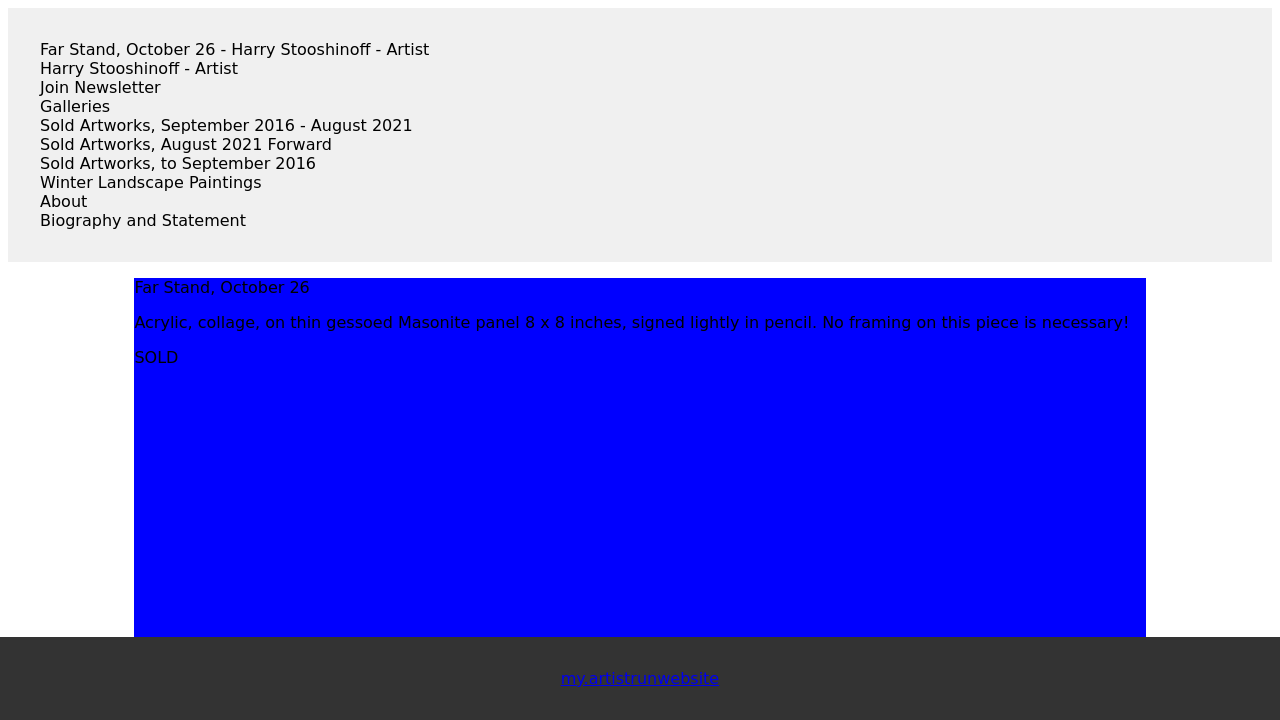 Far Stand, October 26 - Harry Stooshinoff - Artist
Harry Stooshinoff - Artist
Join Newsletter
Galleries
Sold Artworks, September 2016 - August 2021
Sold Artworks, August 2021 Forward
Sold Artworks, to September 2016
Winter Landscape Paintings
About
Biography and Statement
Far Stand, October 26
Acrylic, collage, on thin gessoed Masonite panel 8 x 8 inches, signed lightly in pencil. No framing on this piece is necessary!
SOLD
my.artistrunwebsite